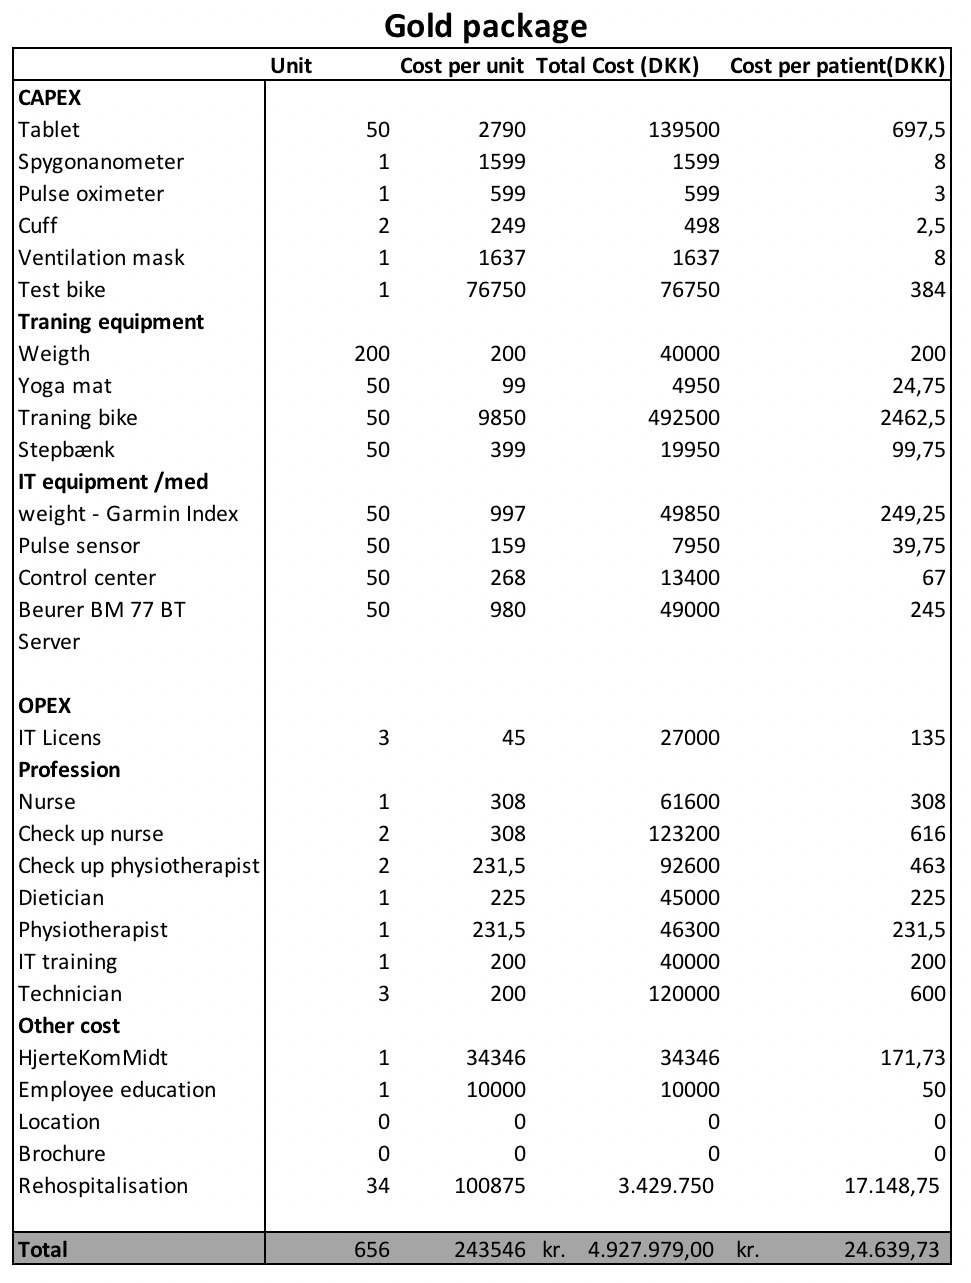 Gold package
Unit Cost per unit Total Cost (DKK) Cost per patient(DKK)
CAPEX
Tablet 50 2790 139500 697,5
Spygonanometer 1 1599 1599 8
Pulse oximeter 1 599 599 3
Cuff 2 249 498 2,5
Ventilation mask 1 1637 1637 8
Test bike 1 76750 76750 384
Traning equipment
Weigth 200 200 40000 200
Yoga mat 50 99 4950 24,75
Traning bike 50 9850 492500 2462,5
Stepbænk 50 399 19950 99,75
IT equipment /med
weight - Garmin Index 50 997 49850 249,25
Pulse sensor 50 159 7950 39,75
Control center 50 268 13400 67
Beurer BM 77 BT 50 980 49000 245
Server
OPEX
IT Licens 3 45 27000 135
Profession
Nurse 1 308 61600 308
Check up nurse 2 308 123200 616
Check up physiotherapist 2 231,5 92600 463
Dietician 1 225 45000 225
Physiotherapist 1 231,5 46300 231,5
IT training 1 200 40000 200
Technician 3 200 120000 600
Other cost
HjerteKomMidt 1 34346 34346 171,73
Employee education 1 10000 10000 50
Location 0 0 0 0
Brochure 0 0 0 0
Rehospitalisation 34 100875 3.429.750 17.148,75
Total 656 243546 kr. 4.927.979,00 kr. 24.639,73